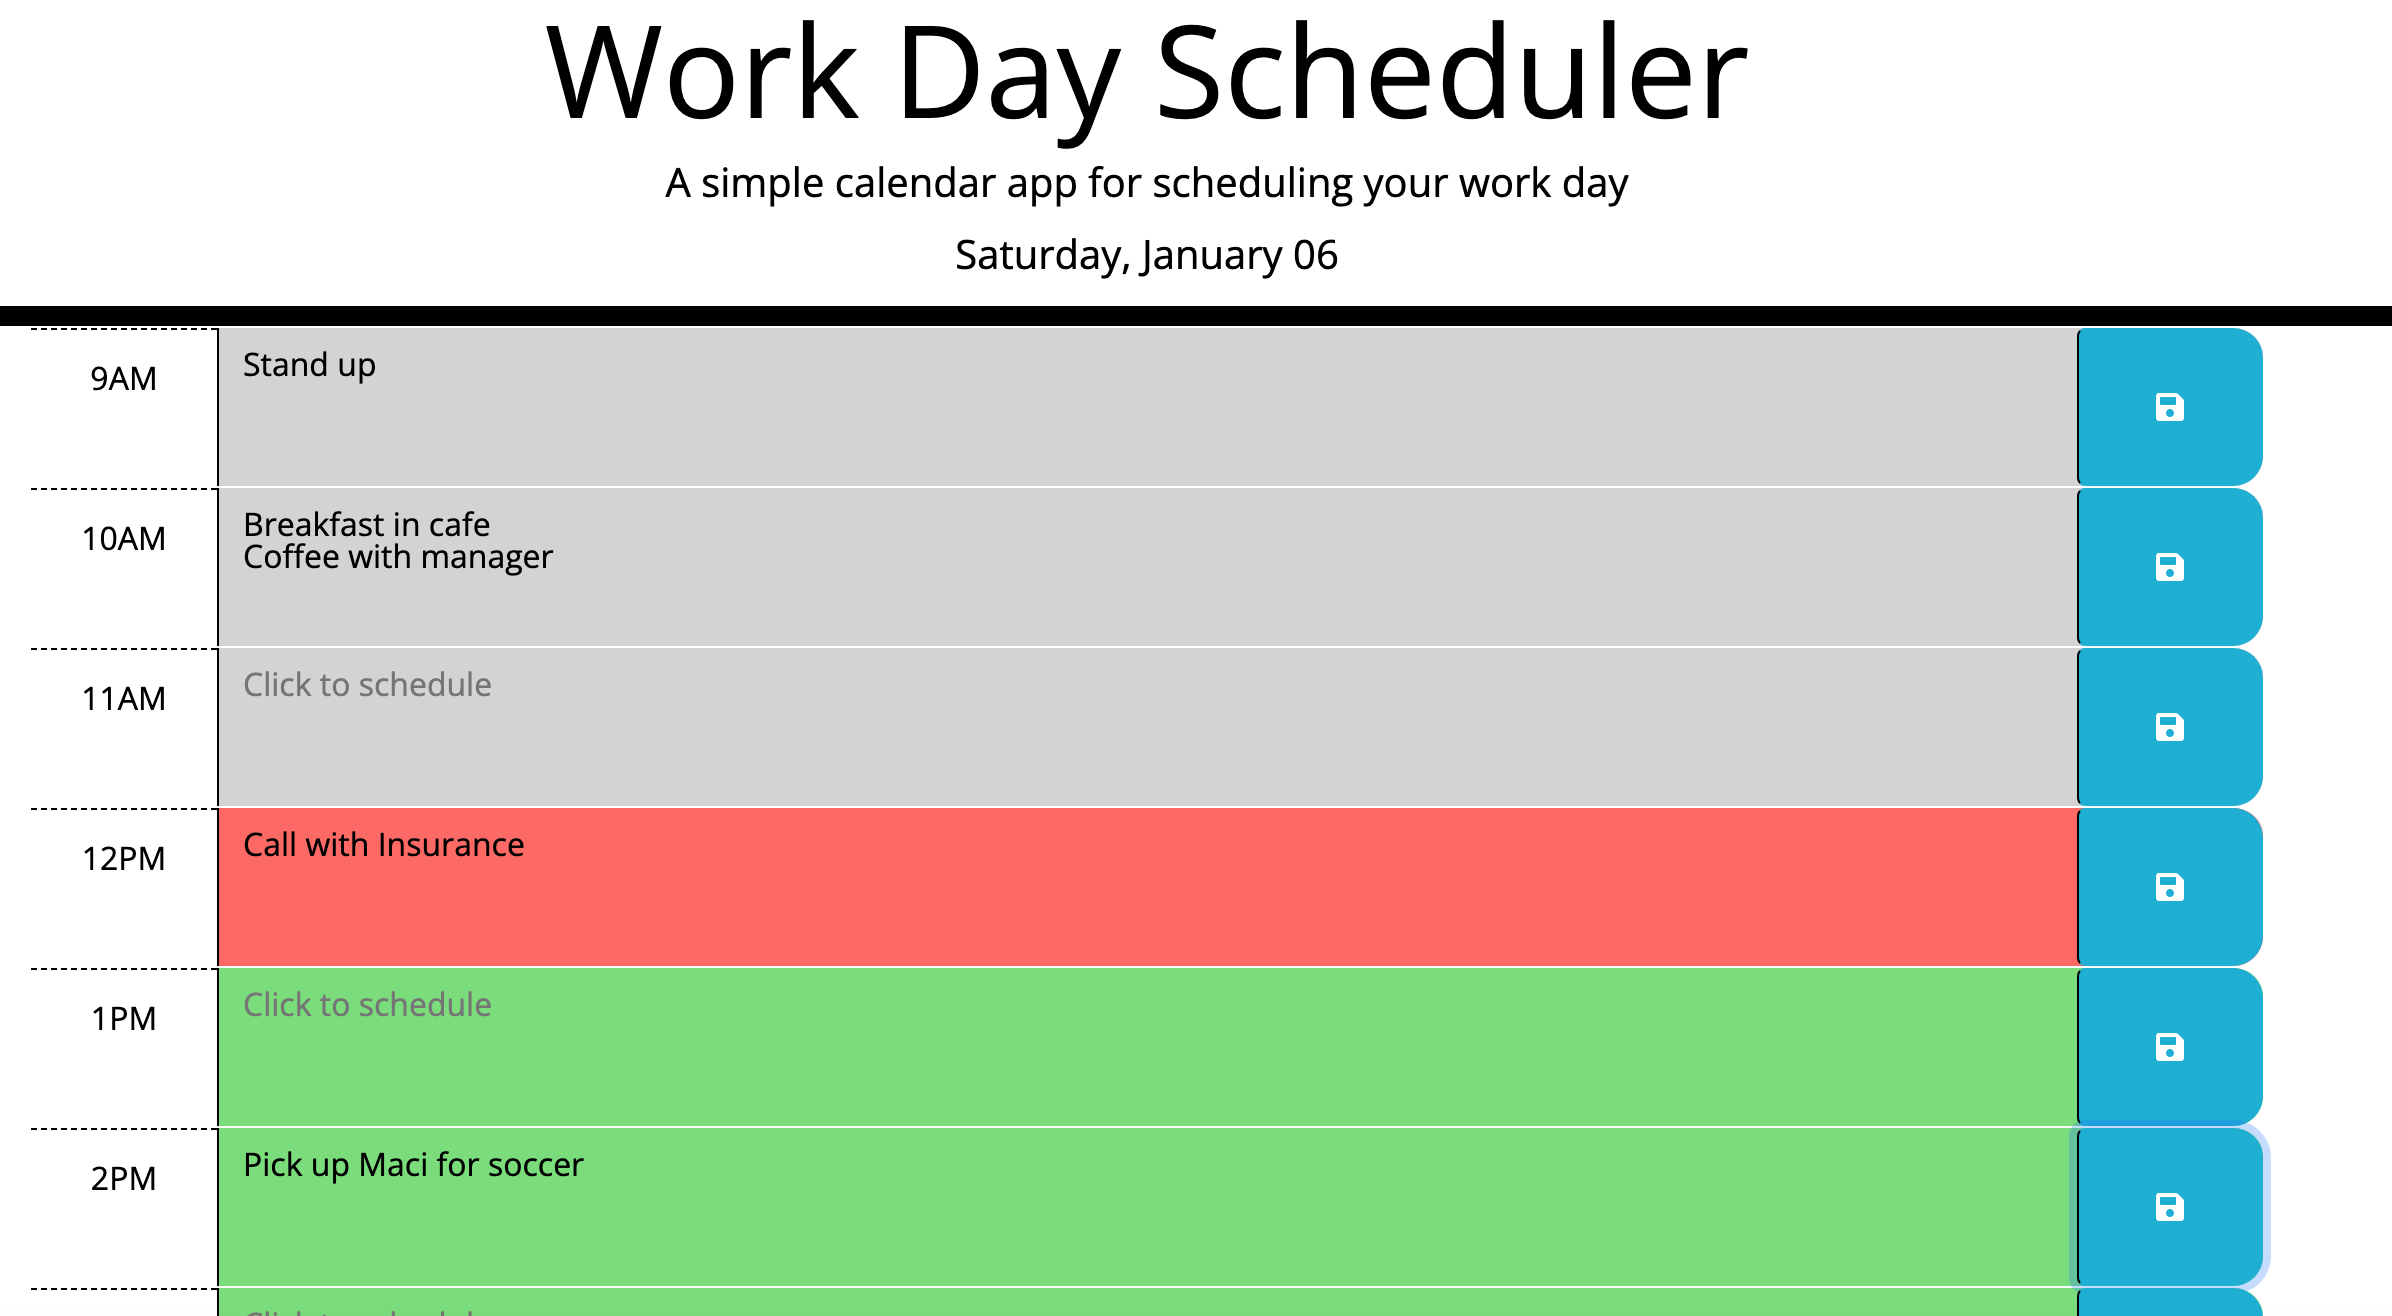 Work Day Scheduler
A simple calendar app for scheduling your work day
Saturday, January 06
9AM
Stand up
10AM
Breakfast in cafe
Coffee with manager
11AM
Click to schedule
12PM
Call with Insurance
1PM
Click to schedule
2PM
Pick up Maci for soccer